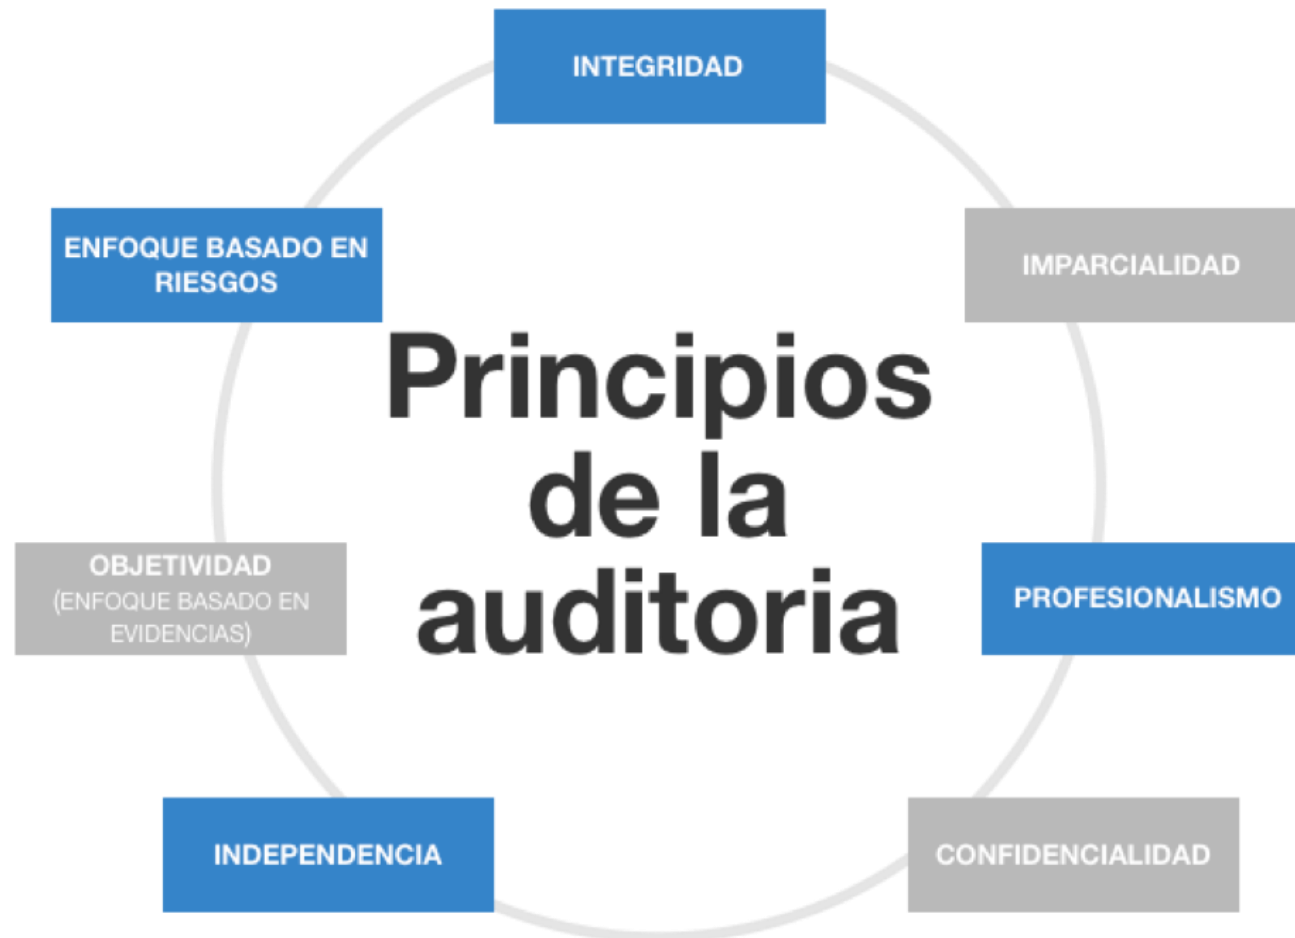 INTEGRIDAD
ENFOQUE BASADO EN
RIESGOS
IMPARCIALIDAD
Principios
de la
auditoria
OBJETIVIDAD
(ENFOQUE BASADO EN
EVIDENCIAS)
PROFESIONALISMO
INDEPENDENCIA
CONFIDENCIALIDAD